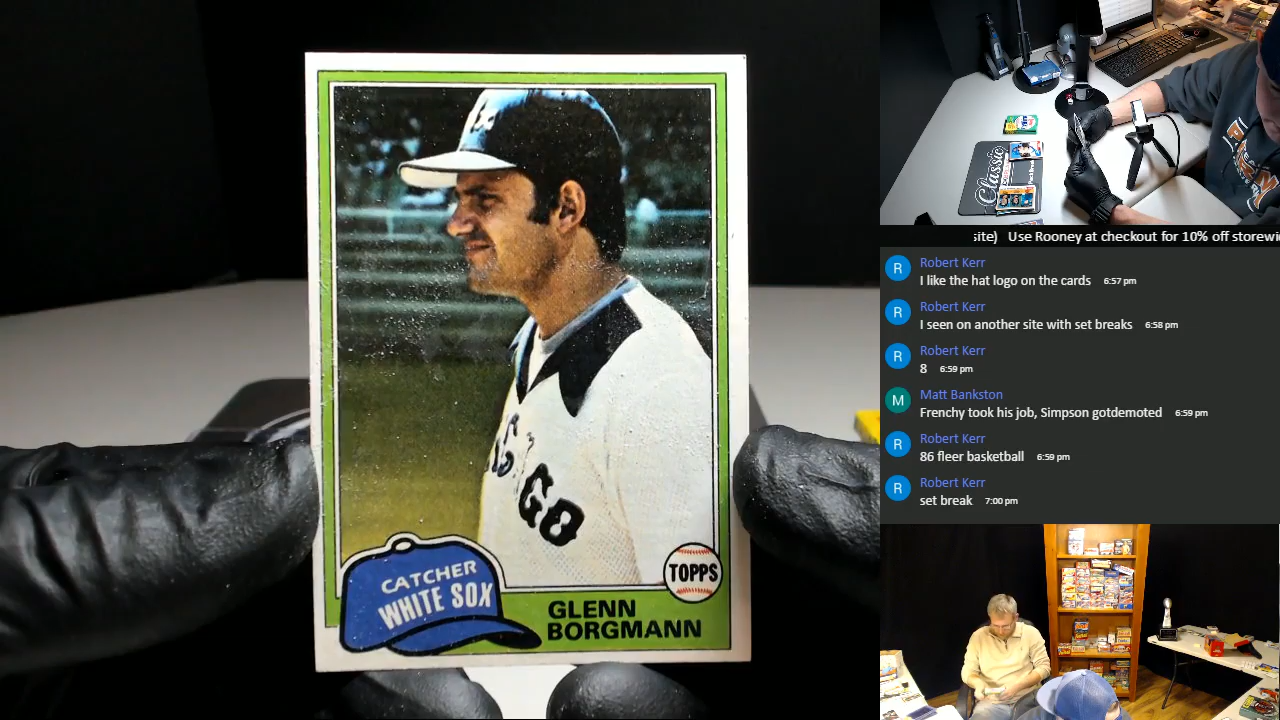 CATCHER
WHITE SOX
GLENN
BORGMANN
TOPPS
Classic
site) Use Rooney at checkout for 10% off storewi
R
Robert Kerr
I like the hat logo on the cards 6:57 pm
R
Robert Kerr
I seen on another site with set breaks 6:58 pm
R
Robert Kerr
8 6:59 pm
M
Matt Bankston
Frenchy took his job, Simpson gotdemoted 6:59 pm
R
Robert Kerr
86 fleer basketball 6:59 pm
R
Robert Kerr
set break 7:00 pm